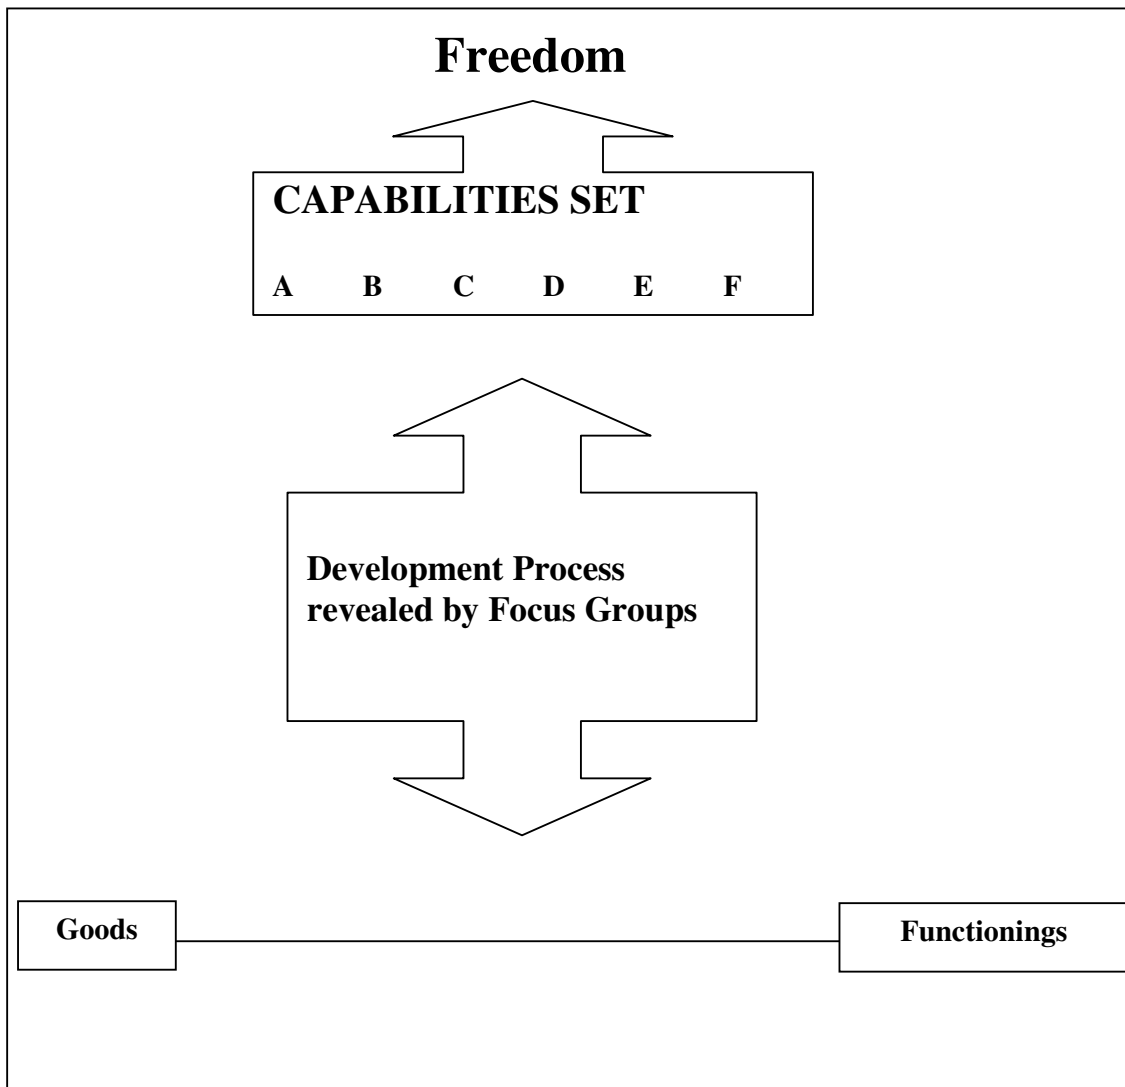 Freedom
CAPABILITIES SET
A B C D E F
Development Process
revealed by Focus Groups
Goods
Functionings